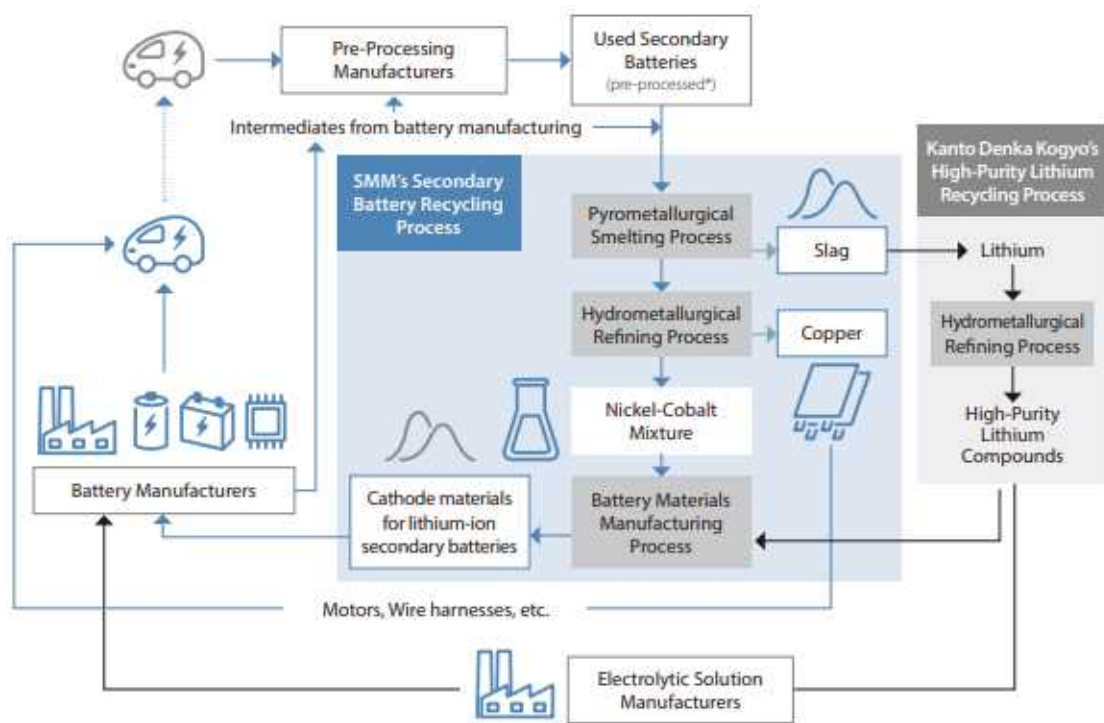 Pre-Processing
Manufacturers
Used Secondary
Batteries
(pre-processed*)
Intermediates from battery manufacturing
SMM's Secondary
Battery Recycling
Process
Kanto Denka Kogyo's
High-Purity Lithium
Recycling Process
Pyrometallurgical
Smelting Process
Slag
Lithium
Hydrometallurgical
Refining Process
Copper
Hydrometallurgical
Refining Process
Nickel-Cobalt
Mixture
High-Purity
Lithium
Compounds
Battery Manufacturers
Cathode materials
for lithium-ion
secondary batteries
Battery Materials
Manufacturing
Process
Motors, Wire harnesses, etc.
Electrolytic Solution
Manufacturers